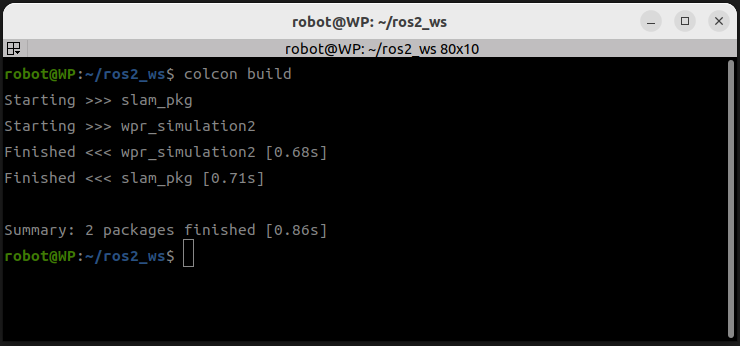 robot@WP: ~/ros2_ws
robot@WP: ~/ros2_ws 80x10
robot@WP:~/ros2_ws$ colcon build
Starting >>> slam_pkg
Starting >>> wpr_simulation2
Finished <<< wpr_simulation2 [0.68s]
Finished <<< slam_pkg [0.71s]
Summary: 2 packages finished [0.86s]
robot@WP:~/ros2_ws$